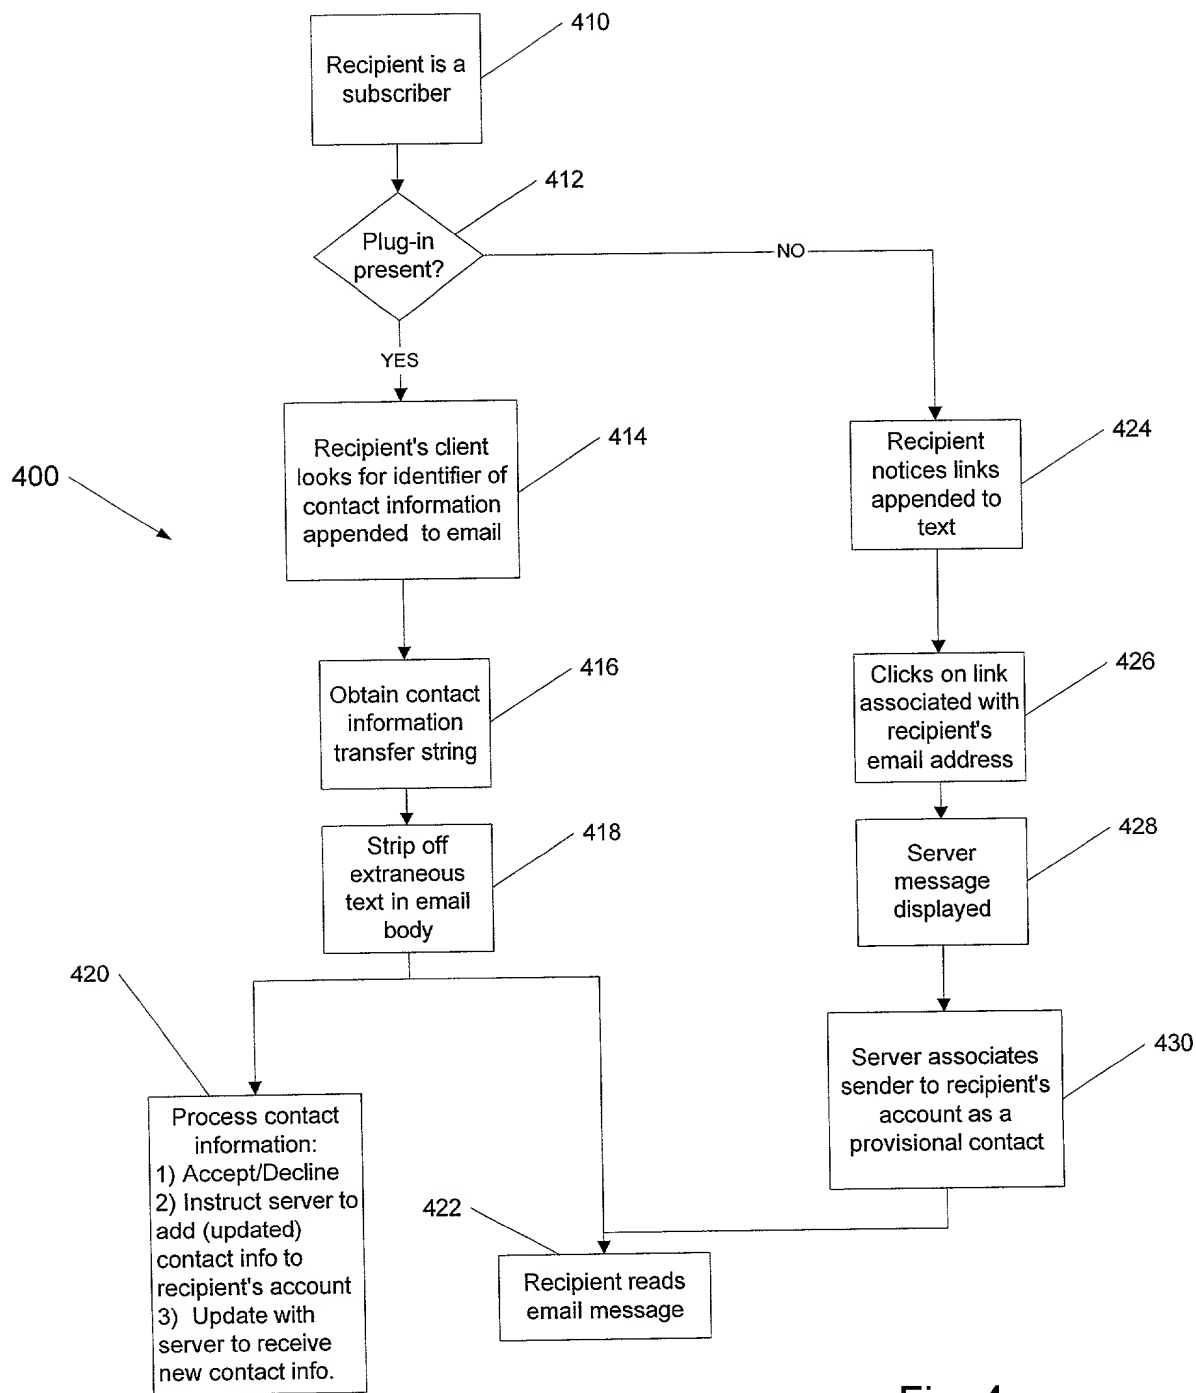 410
Recipient is a
subscriber
412
Plug-in
present?
NO
YES
400
Recipient's client
looks for identifier of
contact information
appended to email
414
Recipient
notices links
appended to
text
424
Obtain contact
information
transfer string
416
Clicks on link
associated with
recipient's
email address
426
Strip off
extraneous
text in email
body
418
Server
message
displayed
428
420
Server associates
sender to recipient's
account as a
provisional contact
430
Process contact
information:
1) Accept/Decline
2) Instruct server to
add (updated)
contact info to
recipient's account
3) Update with
server to receive
new contact info.
422
Recipient reads
email message